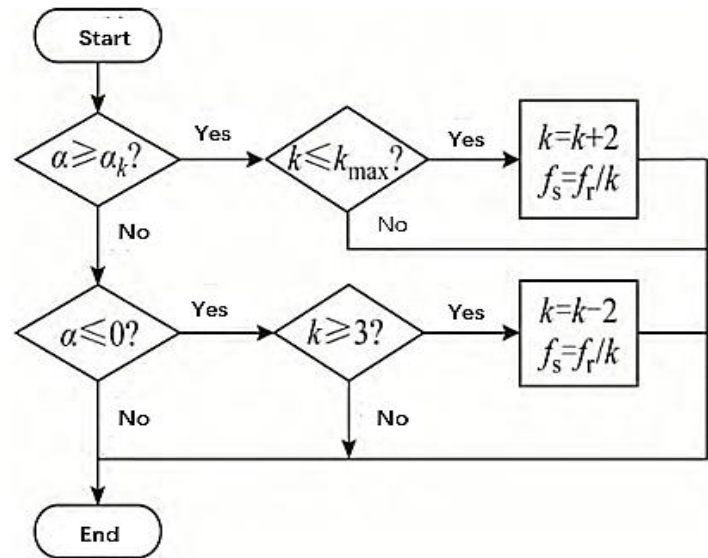 Start
α≥αk?
Yes
k≤kmax?
Yes
k=k+2
fs=fr/k
No
No
α≤0?
Yes
k≥3?
Yes
k=k−2
fs=fr/k
No
No
End